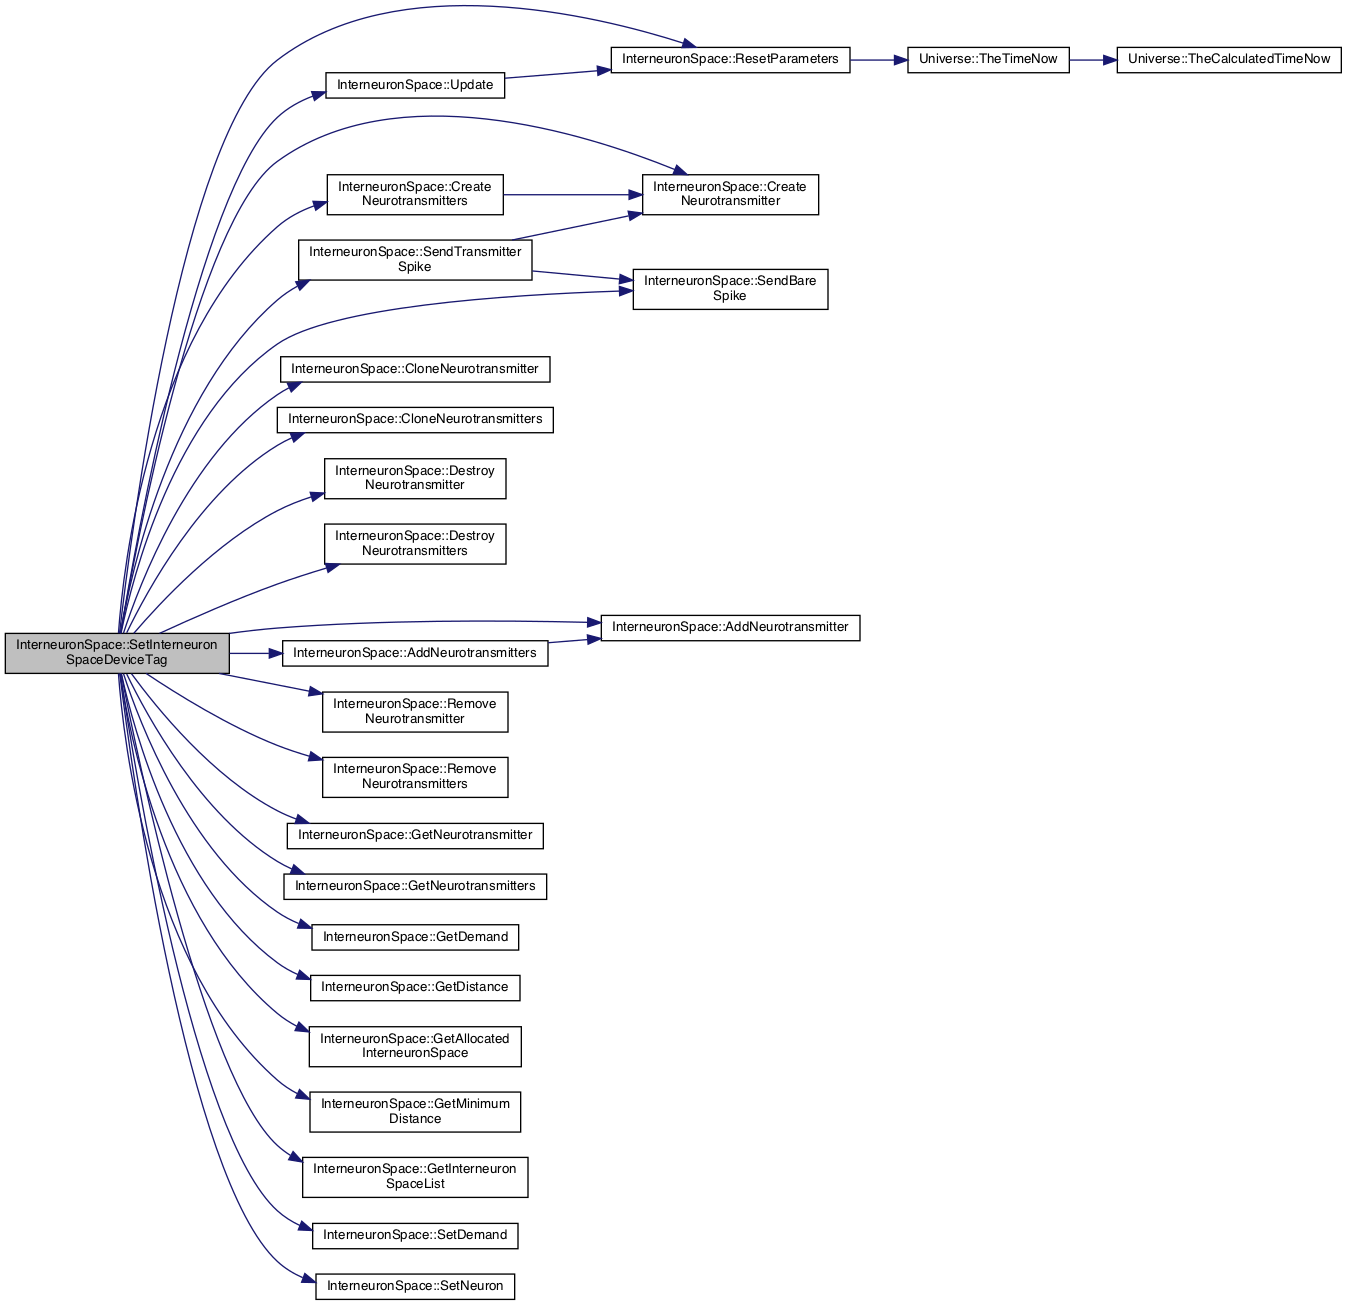 InterneuronSpace::ResetParameters
Universe::TheTimeNow
Universe::TheCalculatedTimeNow
InterneuronSpace::Update
InterneuronSpace::Create
Neurotransmitters
InterneuronSpace::Create
Neurotransmitter
InterneuronSpace::SendTransmitter
Spike
InterneuronSpace::SendBare
Spike
InterneuronSpace::CloneNeurotransmitter
InterneuronSpace::CloneNeurotransmitters
InterneuronSpace::Destroy
Neurotransmitter
InterneuronSpace::Destroy
Neurotransmitters
InterneuronSpace::SetInterneuron
SpaceDeviceTag
InterneuronSpace::AddNeurotransmitter
InterneuronSpace::AddNeurotransmitters
InterneuronSpace::Remove
Neurotransmitter
InterneuronSpace::Remove
Neurotransmitters
InterneuronSpace::GetNeurotransmitter
InterneuronSpace::GetNeurotransmitters
InterneuronSpace::GetDemand
InterneuronSpace::GetDistance
InterneuronSpace::GetAllocated
InterneuronSpace
InterneuronSpace::GetMinimum
Distance
InterneuronSpace::GetInterneuron
SpaceList
InterneuronSpace::SetDemand
InterneuronSpace::SetNeuron